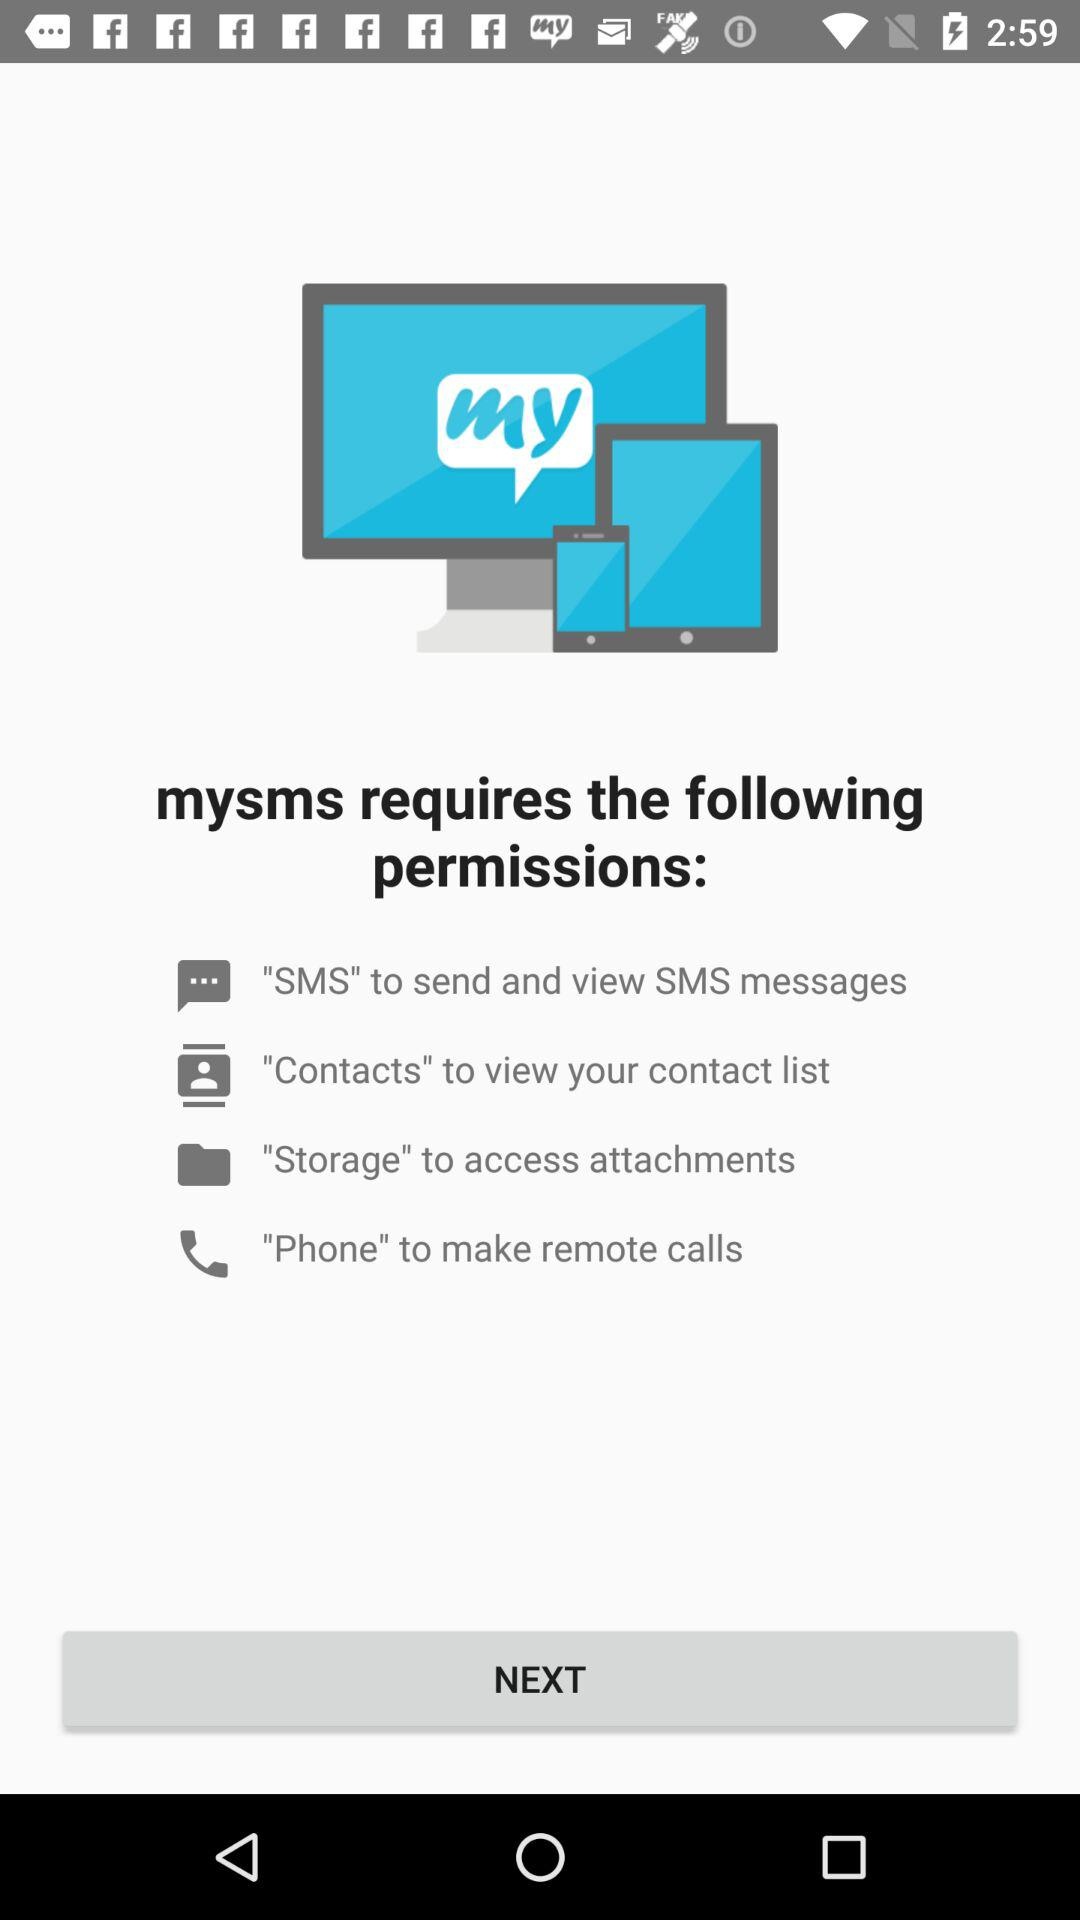 FAKE 2:59
my
mysms requires the following
permissions:
"SMS" to send and view SMS messages
"Contacts" to view your contact list
"Storage" to access attachments
"Phone" to make remote calls
NEXT